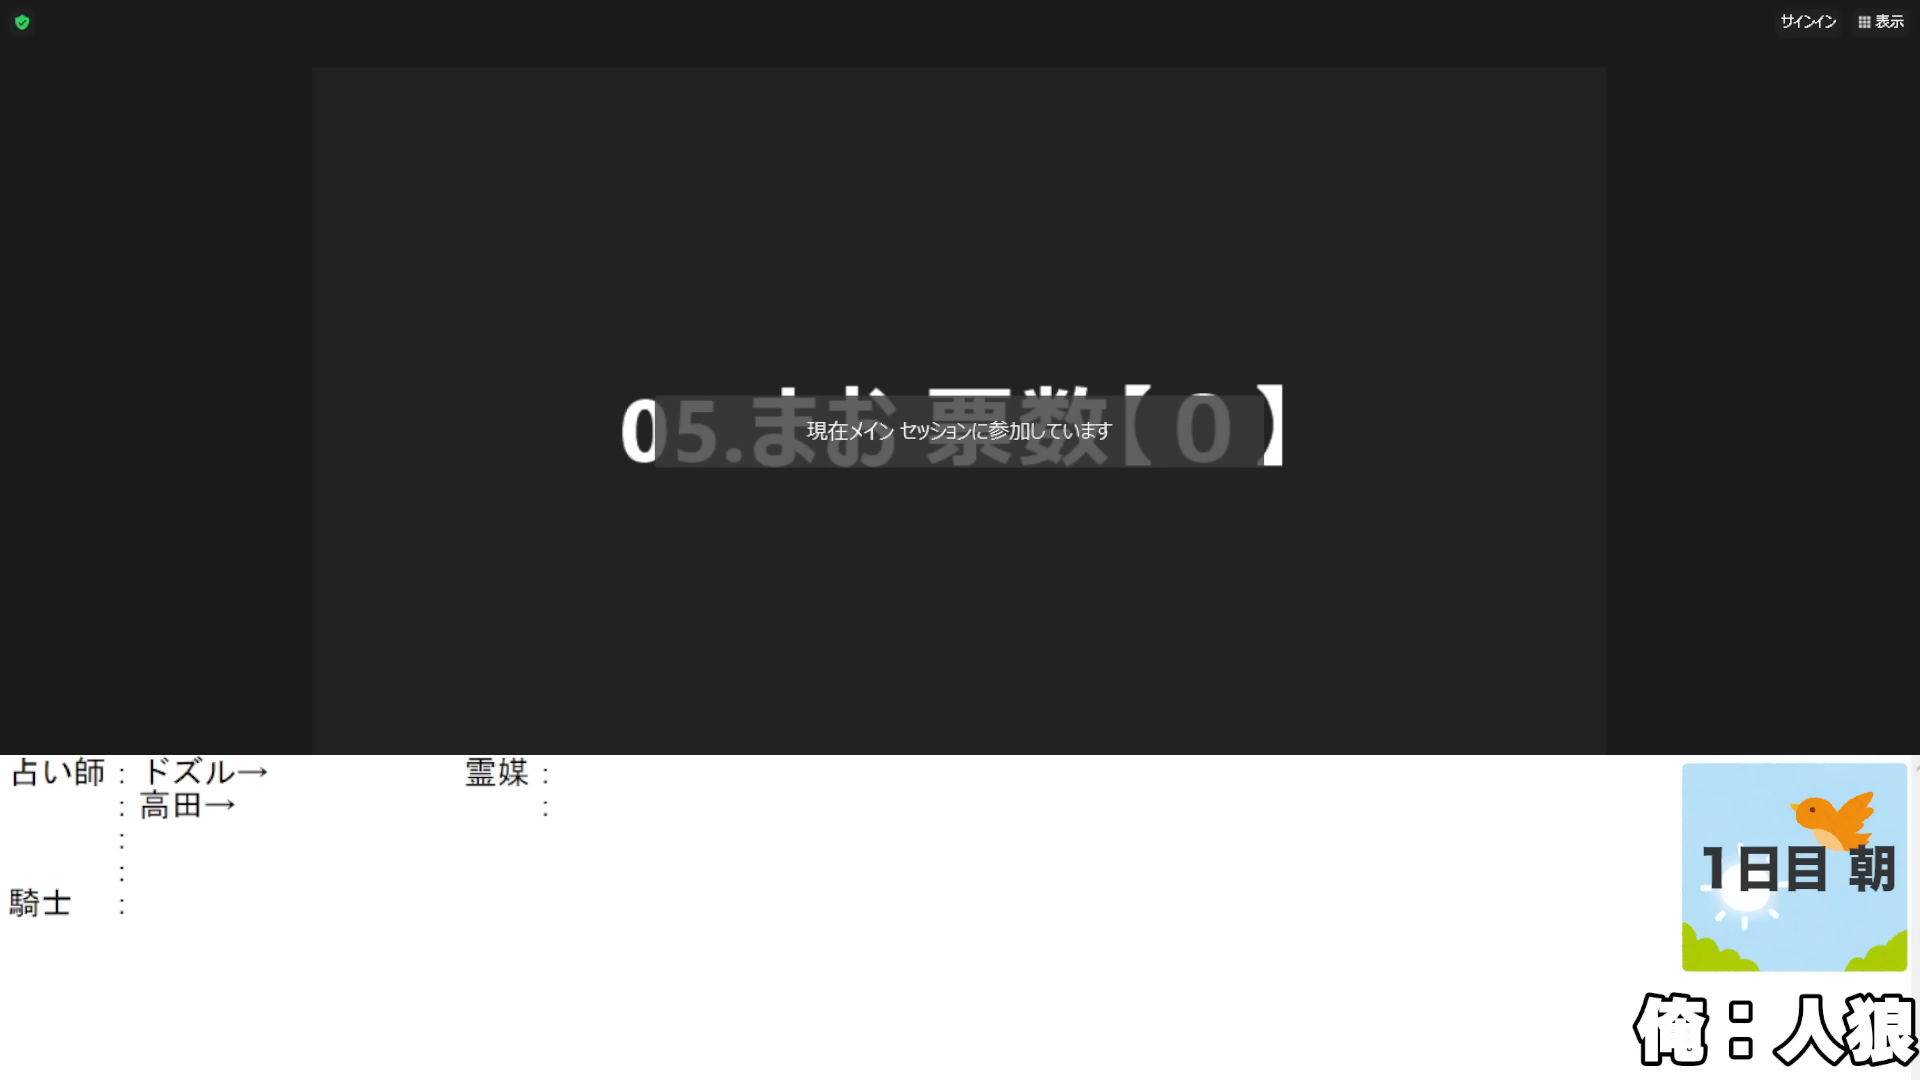 サインイン 表示
05.まお 票数【 0 】
現在メイン セッションに参加しています
占い師 : ドズル→
: 高田→
:
:
騎士 :
霊媒 :
:
1日目 朝
俺：人狼